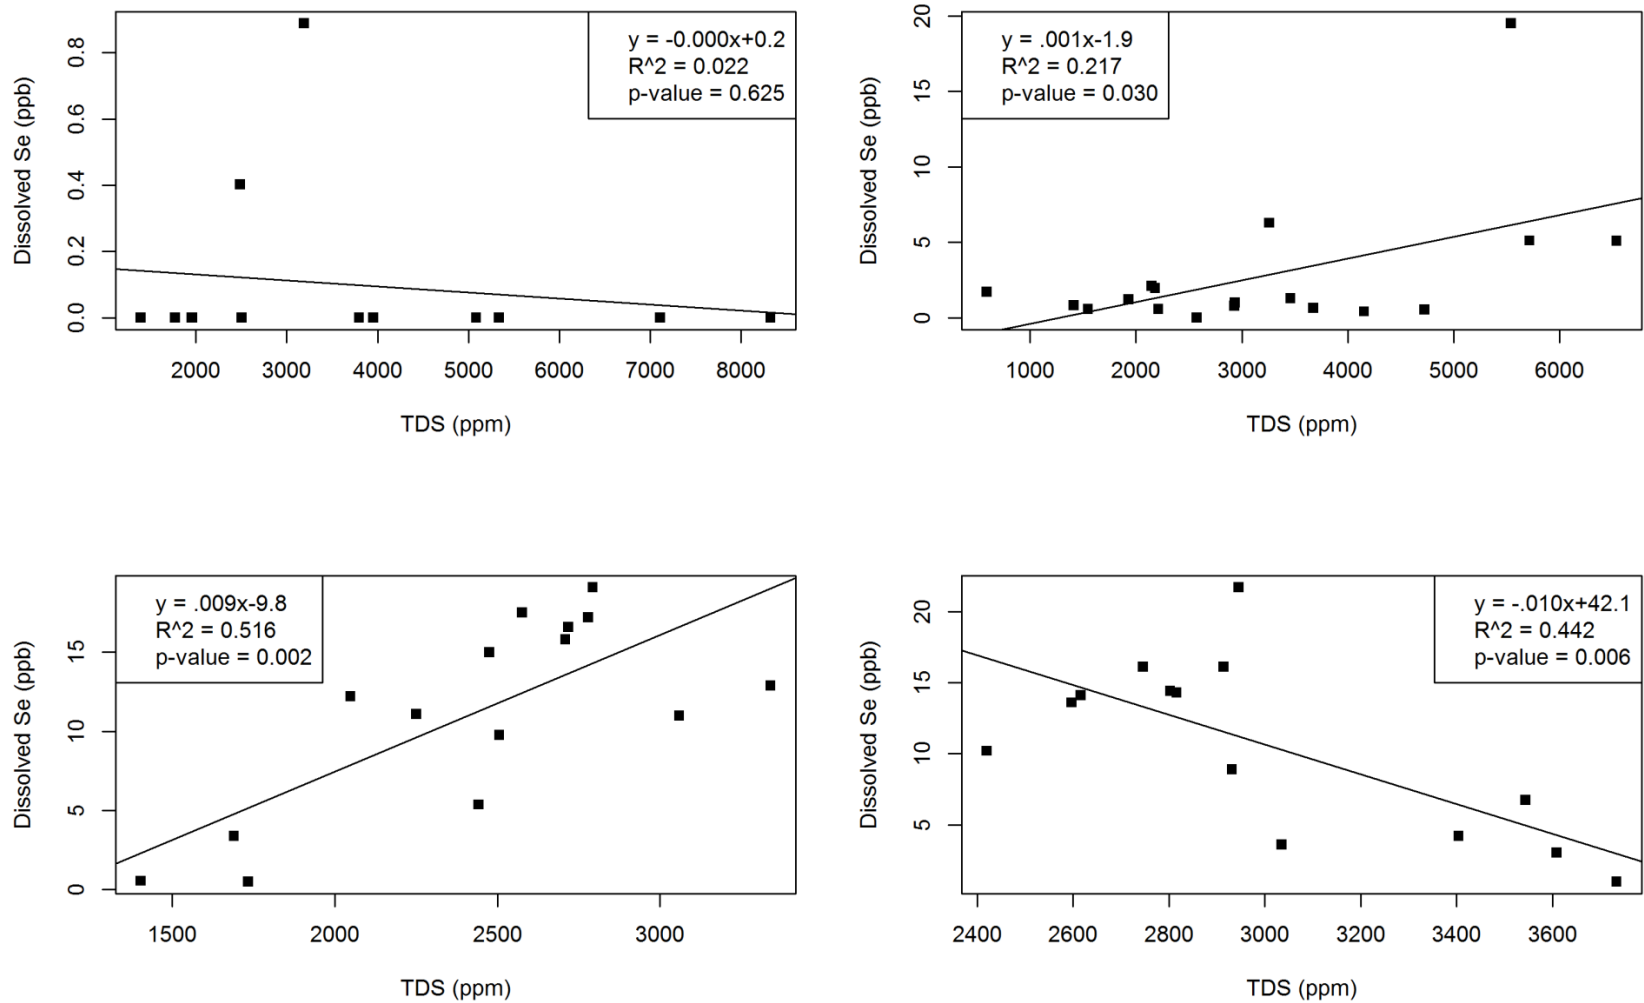 y = -0.000x+0.2
R^2 = 0.022
p-value = 0.625
Dissolved Se (ppb)
0.0 0.2 0.4 0.6 0.8
2000 3000 4000 5000 6000 7000 8000
TDS (ppm)
y = .001x-1.9
R^2 = 0.217
p-value = 0.030
Dissolved Se (ppb)
0 5 10 15 20
1000 2000 3000 4000 5000 6000
TDS (ppm)
y = .009x-9.8
R^2 = 0.516
p-value = 0.002
Dissolved Se (ppb)
0 5 10 15
1500 2000 2500 3000
TDS (ppm)
y = -.010x+42.1
R^2 = 0.442
p-value = 0.006
Dissolved Se (ppb)
5 10 15 20
2400 2600 2800 3000 3200 3400 3600
TDS (ppm)